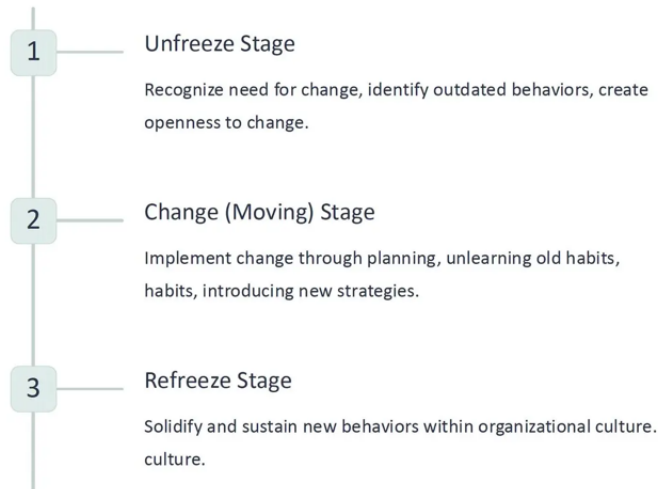 1
Unfreeze Stage
Recognize need for change, identify outdated behaviors, create
openness to change.
2
Change (Moving) Stage
Implement change through planning, unlearning old habits,
habits, introducing new strategies.
3
Refreeze Stage
Solidify and sustain new behaviors within organizational culture.
culture.